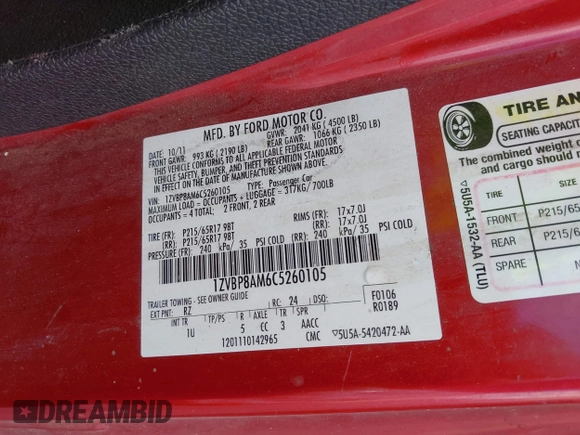 MFD. BY FORD MOTOR CO.
DATE: 10/11 GVWR: 2041 KG ( 4500 LB)
FRONT GAWR: 993 KG ( 2190 LB) REAR GAWR: 1066 KG ( 2350 LB)
THIS VEHICLE CONFORMS TO ALL APPLICABLE FEDERAL MOTOR
VEHICLE SAFETY, BUMPER, AND THEFT PREVENTION STANDARDS
IN EFFECT ON THE DATE OF MANUFACTURE SHOWN ABOVE.
VIN: 1ZVBP8AM6C5260105 TYPE: Passenger Car
MAXIMUM LOAD = OCCUPANTS + LUGGAGE = 317KG/ 700LB
OCCUPANTS = 4 TOTAL; 2 FRONT, 2 REAR
TIRE (FR): P215/65R17 98T RIMS (FR): 17x7.0J
(RR): P215/65R17 98T (RR): 17x7.0J
PRESSURE (FR): 240 kPa/ 35 PSI COLD (RR): 240 kPa/ 35 PSI COLD
1ZVBP8AM6C5260105
TRAILER TOWING - SEE OWNER GUIDE
EXT PNT: RZ RC: 24 DSO: F0106
INT TR TP/PS R AXLE TR SPR R0189
1U 5 CC 3 AACC
1201110142965 CMC 5U5A-5420472-AA
TIRE AN
SEATING CAPACIT
The combined weight o
and cargo should
TIRE SIZE
FRONT P215/65
REAR P215/6
SPARE N
5U5A-1532-AA (TLU)
DREAMBID